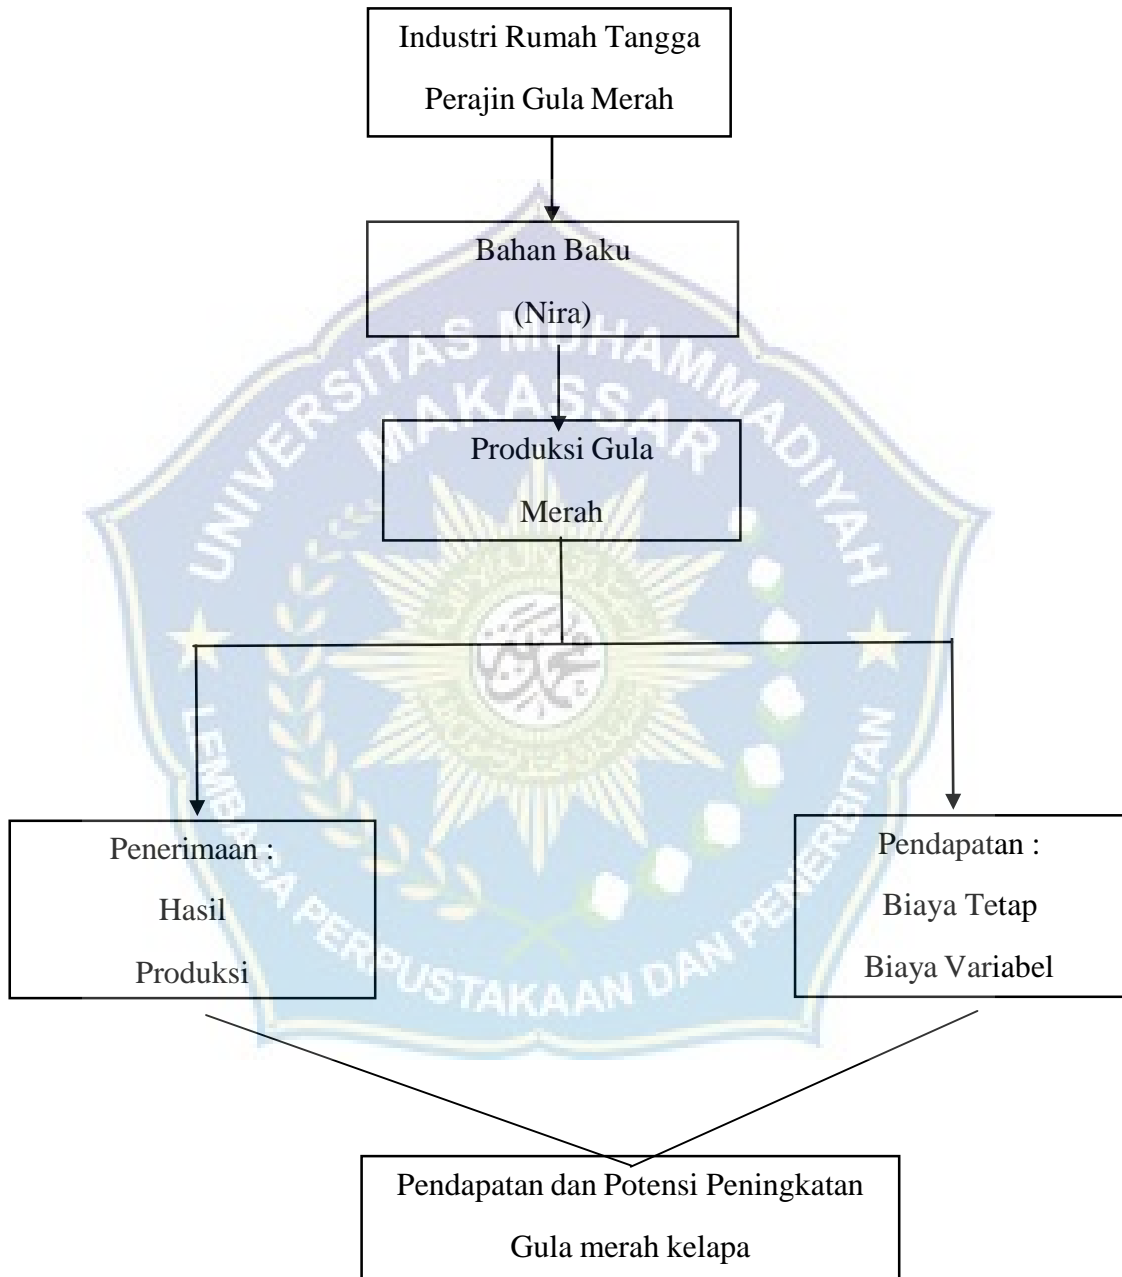 Industri Rumah Tangga
Perajin Gula Merah
Bahan Baku
(Nira)
UNIVERSITAS MUHAMMADIYAH
MAKASSAR
Produksi Gula
Merah
Penerimaan :
Hasil
Produksi
Pendapatan :
Biaya Tetap
Biaya Variabel
LEMBAGA PERPUSTAKAAN DAN PENERBITAN
Pendapatan dan Potensi Peningkatan
Gula merah kelapa